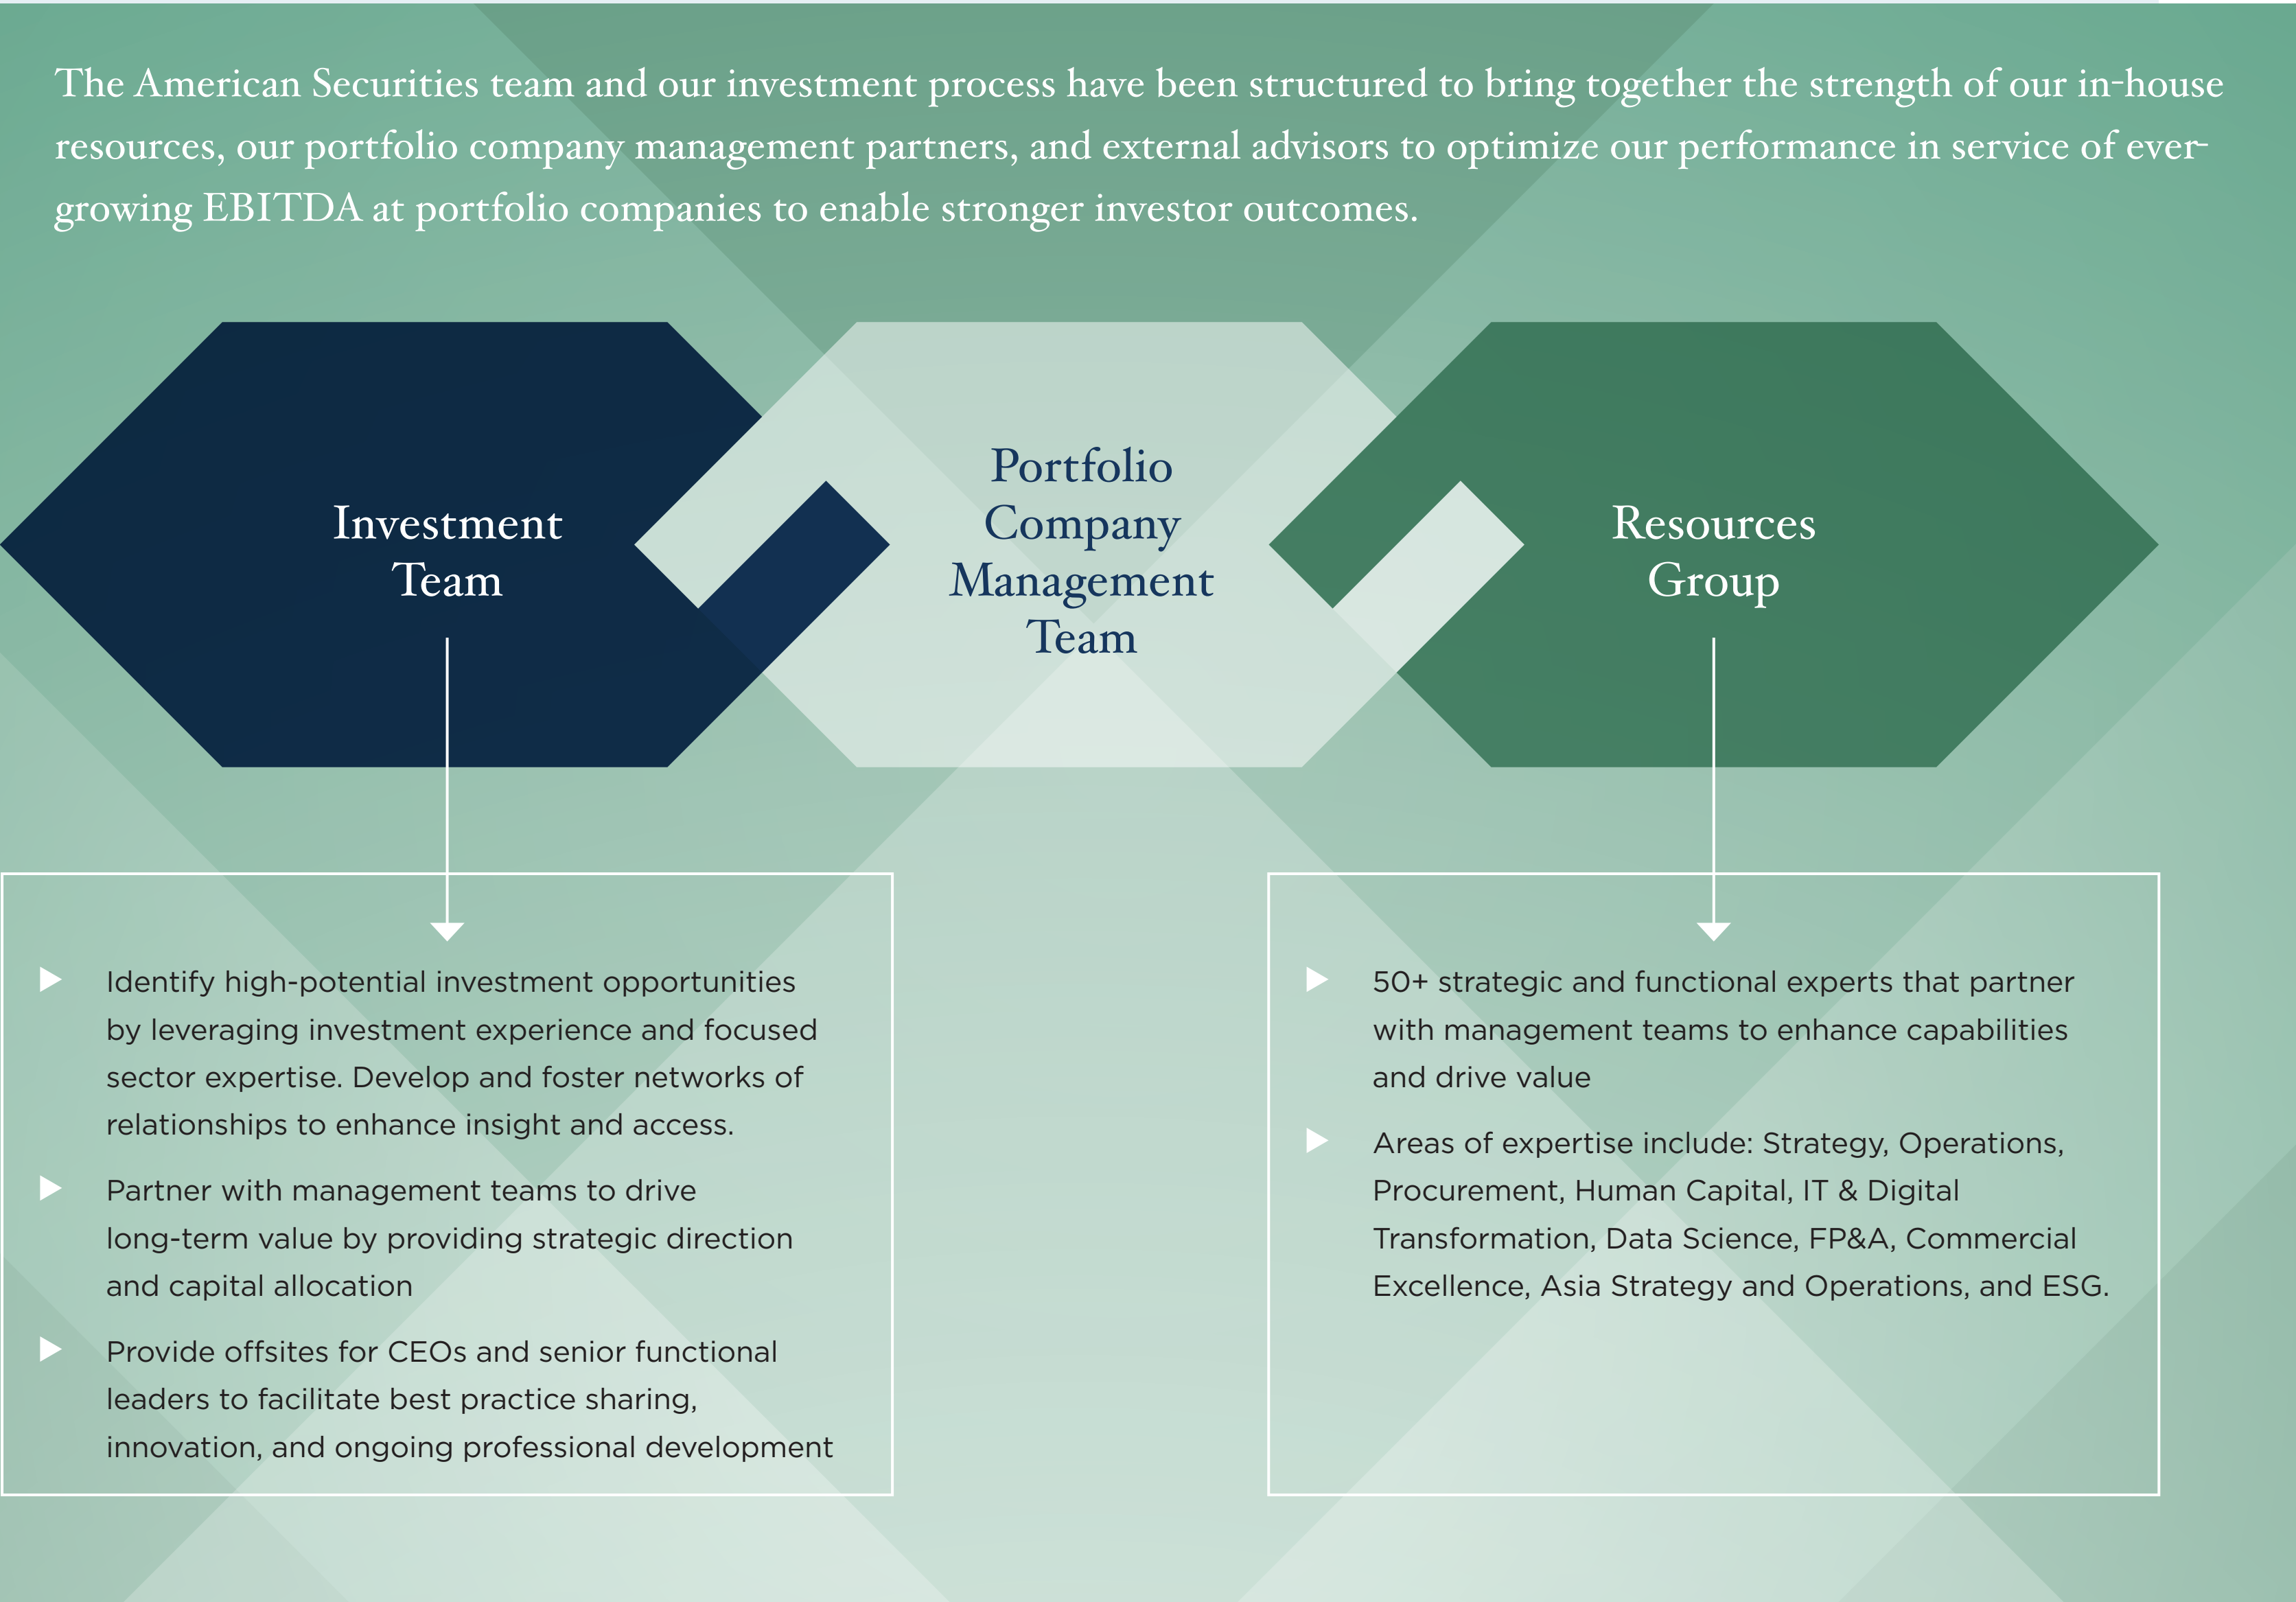 The American Securities team and our investment process have been structured to bring together the strength of our in-house
resources, our portfolio company management partners, and external advisors to optimize our performance in service of ever-
growing EBITDA at portfolio companies to enable stronger investor outcomes.
Investment
Team
Portfolio
Company
Management
Team
Resources
Group
Identify high-potential investment opportunities
by leveraging investment experience and focused
sector expertise. Develop and foster networks of
relationships to enhance insight and access.
Partner with management teams to drive
long-term value by providing strategic direction
and capital allocation
Provide offsites for CEOs and senior functional
leaders to facilitate best practice sharing,
innovation, and ongoing professional development
50+ strategic and functional experts that partner
with management teams to enhance capabilities
and drive value
Areas of expertise include: Strategy, Operations,
Procurement, Human Capital, IT & Digital
Transformation, Data Science, FP&A, Commercial
Excellence, Asia Strategy and Operations, and ESG.